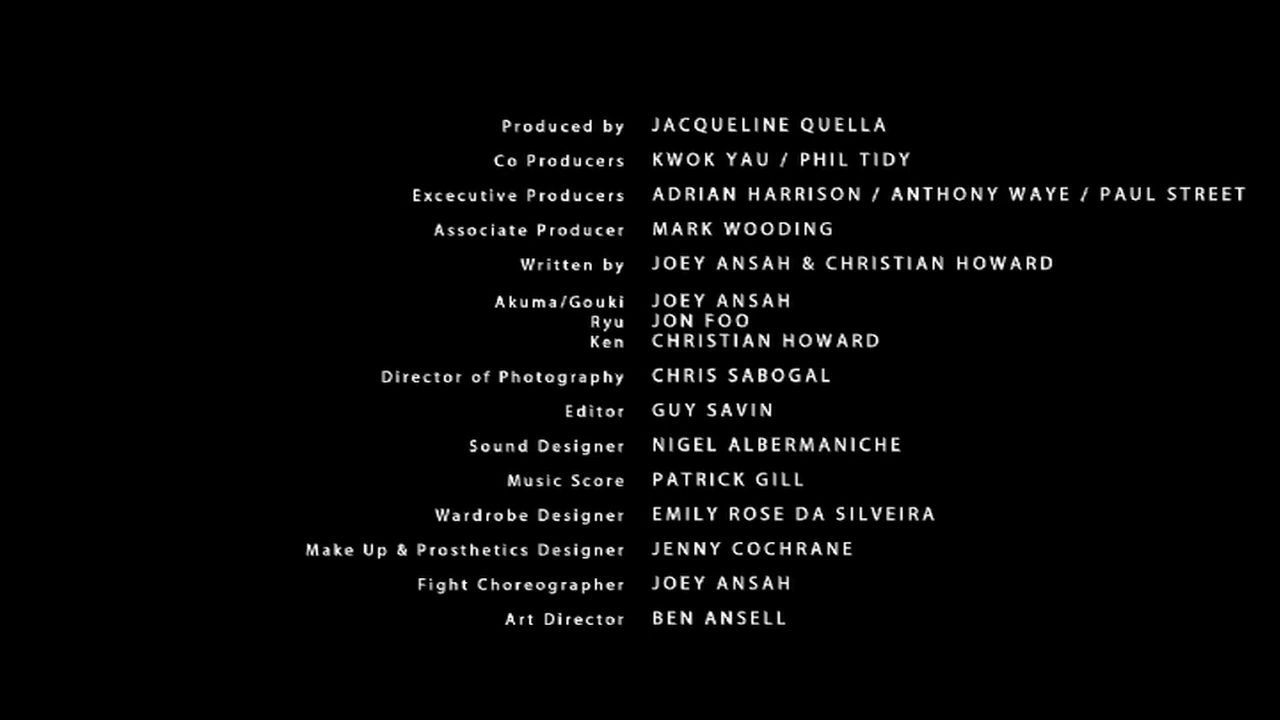 Produced by JACQUELINE QUELLA
Co Producers KWOK YAU / PHIL TIDY
Excecutive Producers ADRIAN HARRISON / ANTHONY WAYE / PAUL STREET
Associate Producer MARK WOODING
Written by JOEY ANSAH & CHRISTIAN HOWARD
Akuma/Gouki JOEY ANSAH
Ryu JON FOO
Ken CHRISTIAN HOWARD
Director of Photography CHRIS SABOGAL
Editor GUY SAVIN
Sound Designer NIGEL ALBERMANICHE
Music Score PATRICK GILL
Wardrobe Designer EMILY ROSE DA SILVEIRA
Make Up & Prosthetics Designer JENNY COCHRANE
Fight Choreographer JOEY ANSAH
Art Director BEN ANSELL